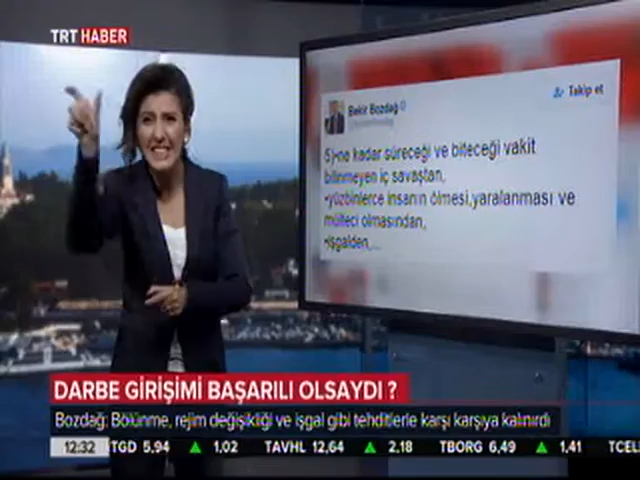 TRT HABER
Bekir Bozdağ
Takip et
5)-ne kadar süreceği ve biteceği vakit
bilinmeyen iç savaştan,
•yüzbinlerce insanın ölmesi,yaralanması ve
mülteci olmasından,
•işgalden,...
DARBE GİRİŞİMİ BAŞARILI OLSAYDI ?
Bozdağ: Bölünme, rejim değişikliği ve işgal gibi tehditlerle karşı karşıya kalınırdı
12:32 TGD 5,94 ▲ 1,02 TAVHL 12,64 ▲ 2,18 TBORG 6,49 ▲ 1,41 TCEL